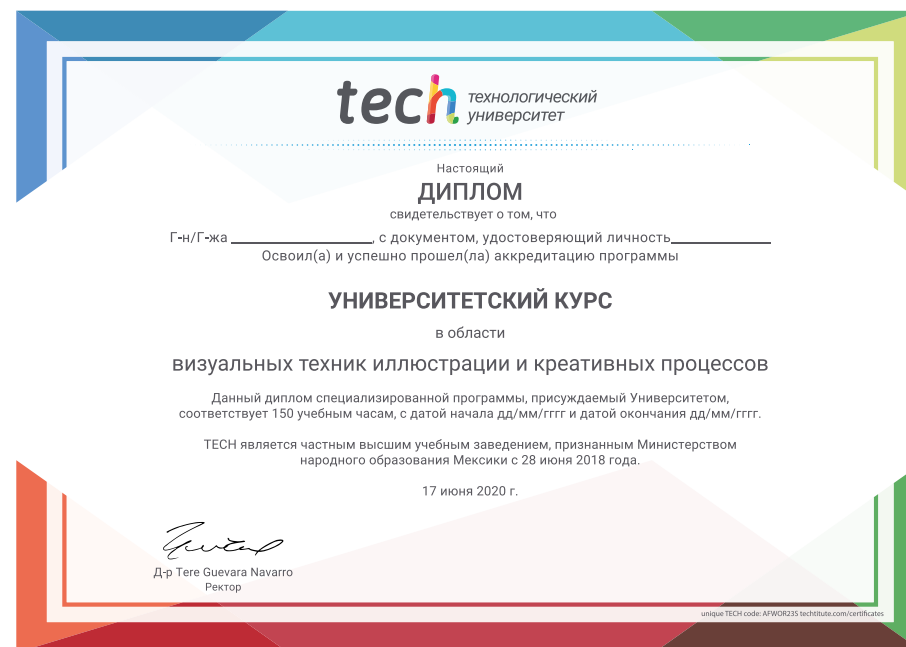 tech технологический
университет
Настоящий
ДИПЛОМ
свидетельствует о том, что
Г-н/Г-жа ____________________, с документом, удостоверяющий личность______________
Освоил(а) и успешно прошел(ла) аккредитацию программы
УНИВЕРСИТЕТСКИЙ КУРС
в области
визуальных техник иллюстрации и креативных процессов
Данный диплом специализированной программы, присуждаемый Университетом,
соответствует 150 учебным часам, с датой начала дд/мм/гггг и датой окончания дд/мм/гггг.
TECH является частным высшим учебным заведением, признанным Министерством
народного образования Мексики с 28 июня 2018 года.
17 июня 2020 г.
Д-р Tere Guevara Navarro
Ректор
unique TECH code: AFWOR23S techtitute.com/certificates